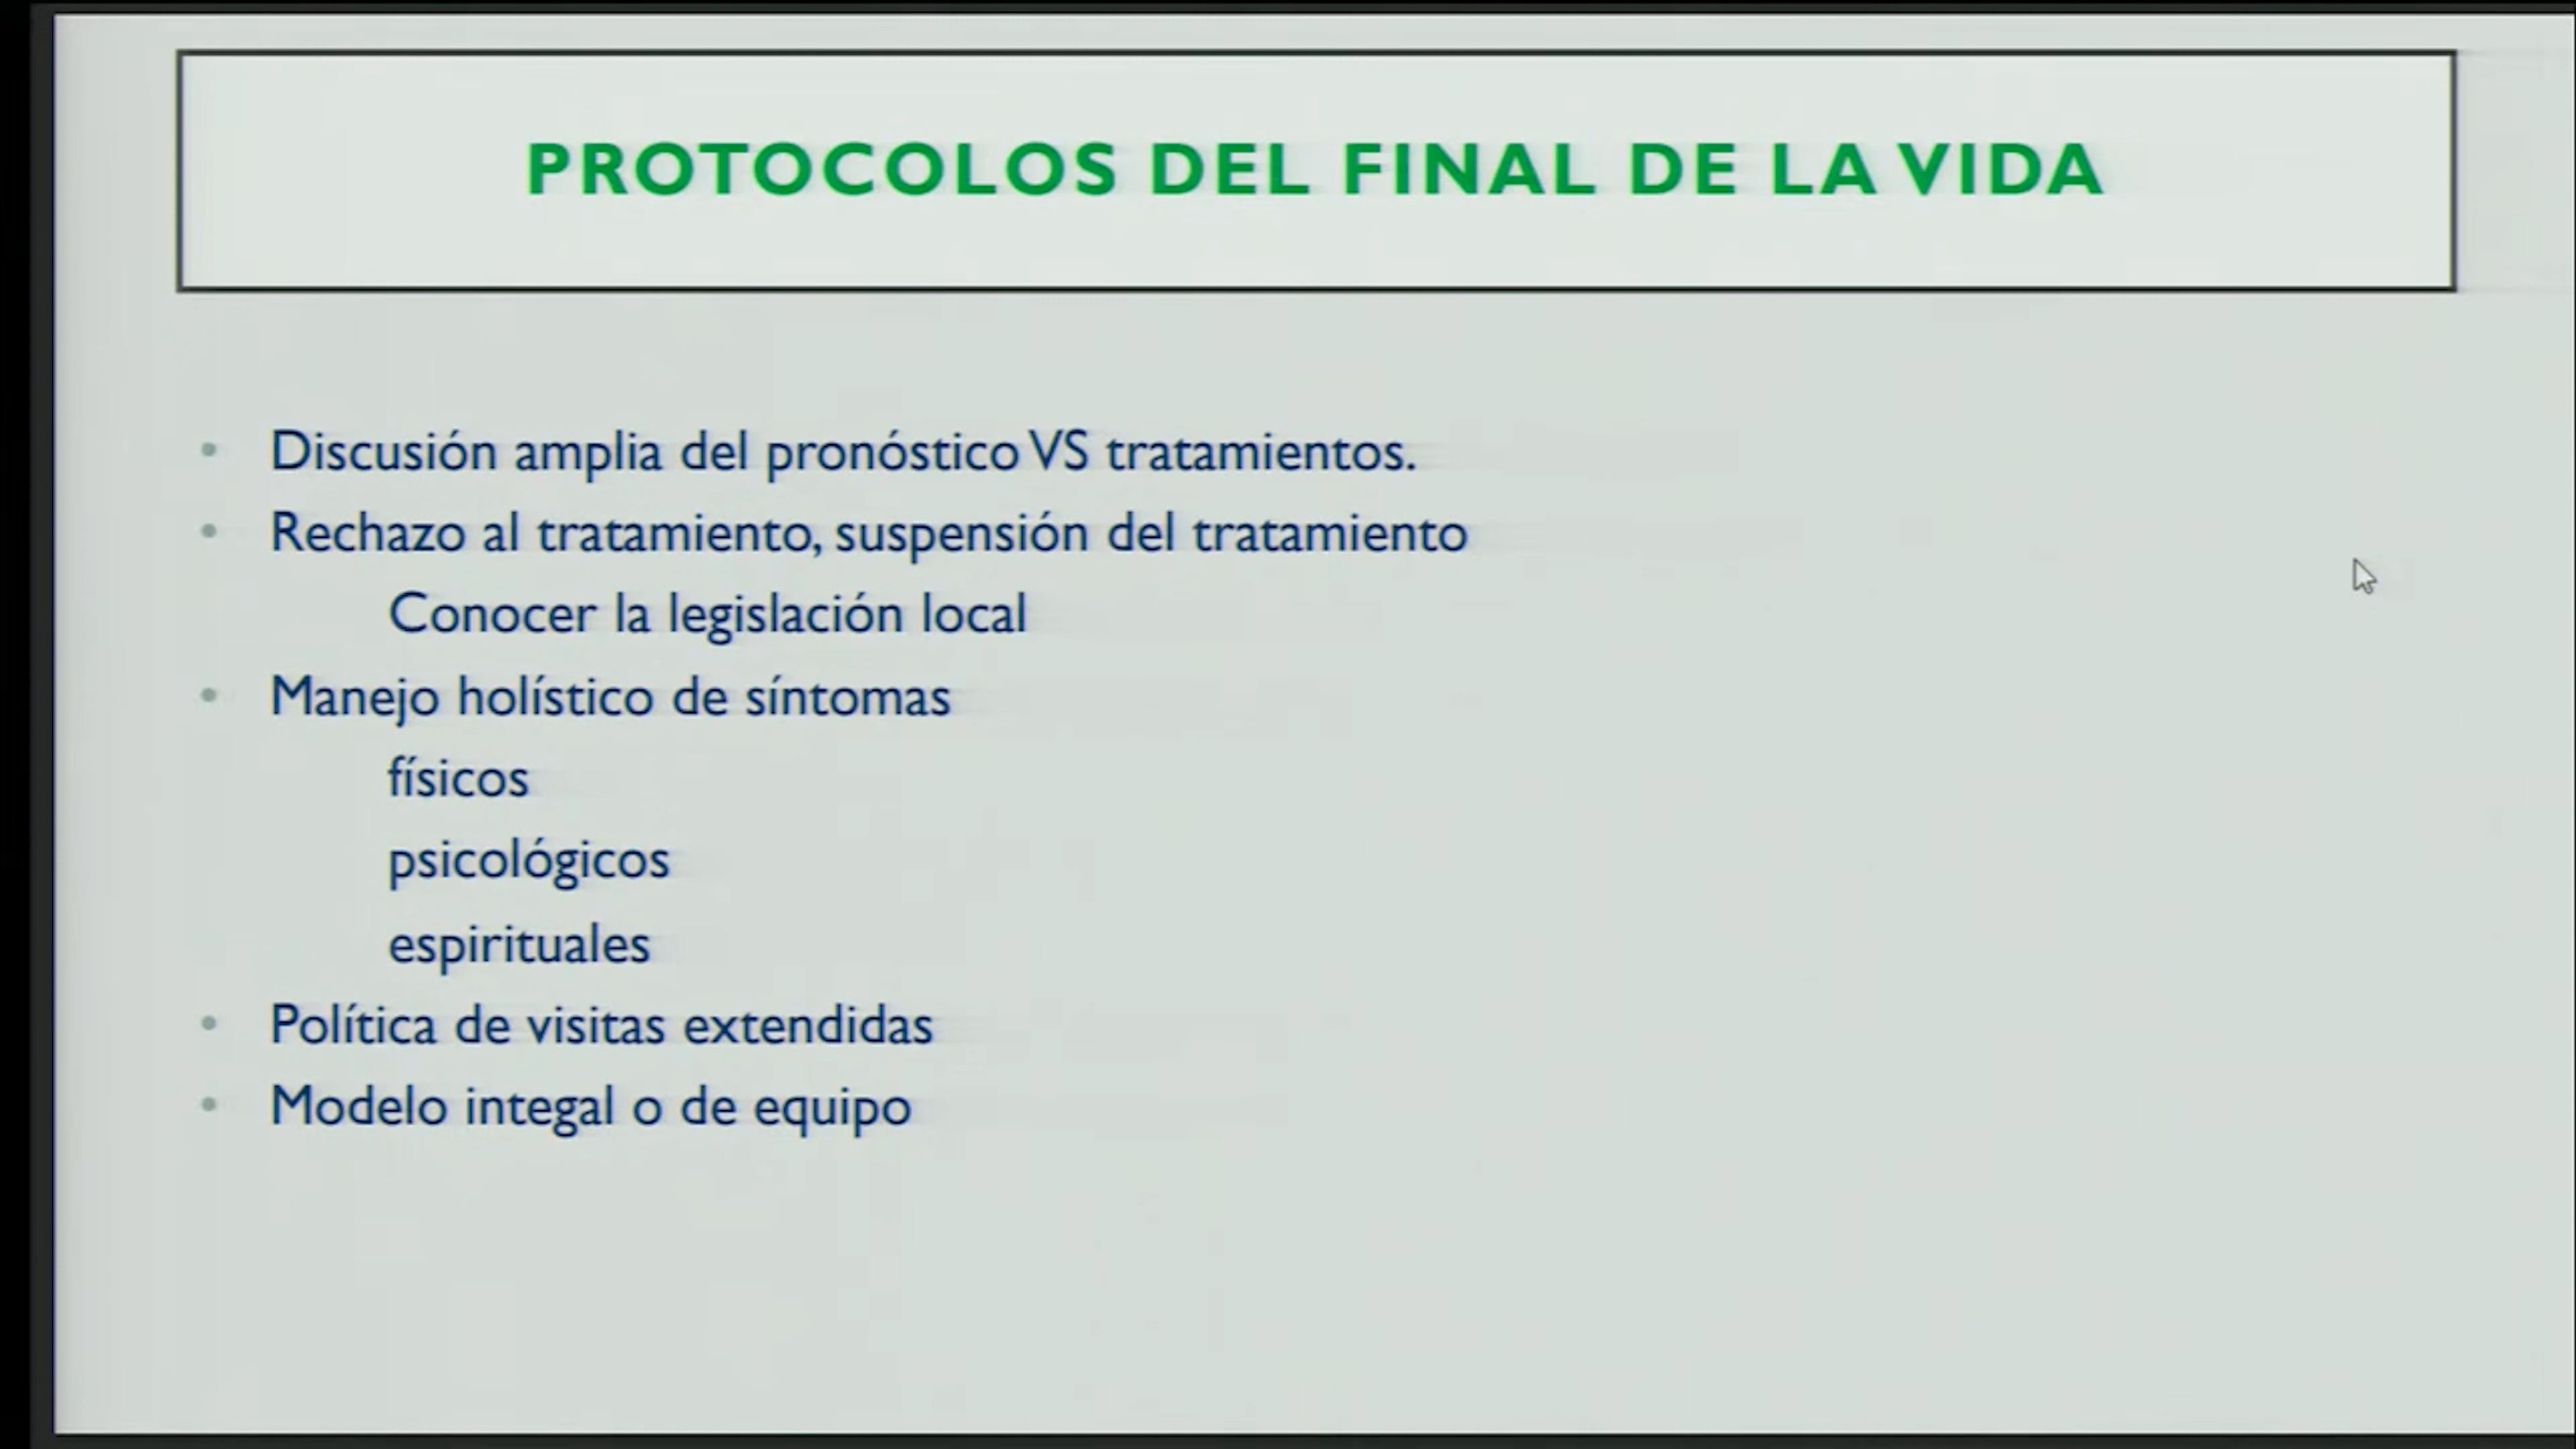 PROTOCOLOS DEL FINAL DE LA VIDA
• Discusión amplia del pronóstico VS tratamientos.
• Rechazo al tratamiento, suspensión del tratamiento
Conocer la legislación local
• Manejo holístico de síntomas
físicos
psicológicos
espirituales
• Política de visitas extendidas
• Modelo integal o de equipo